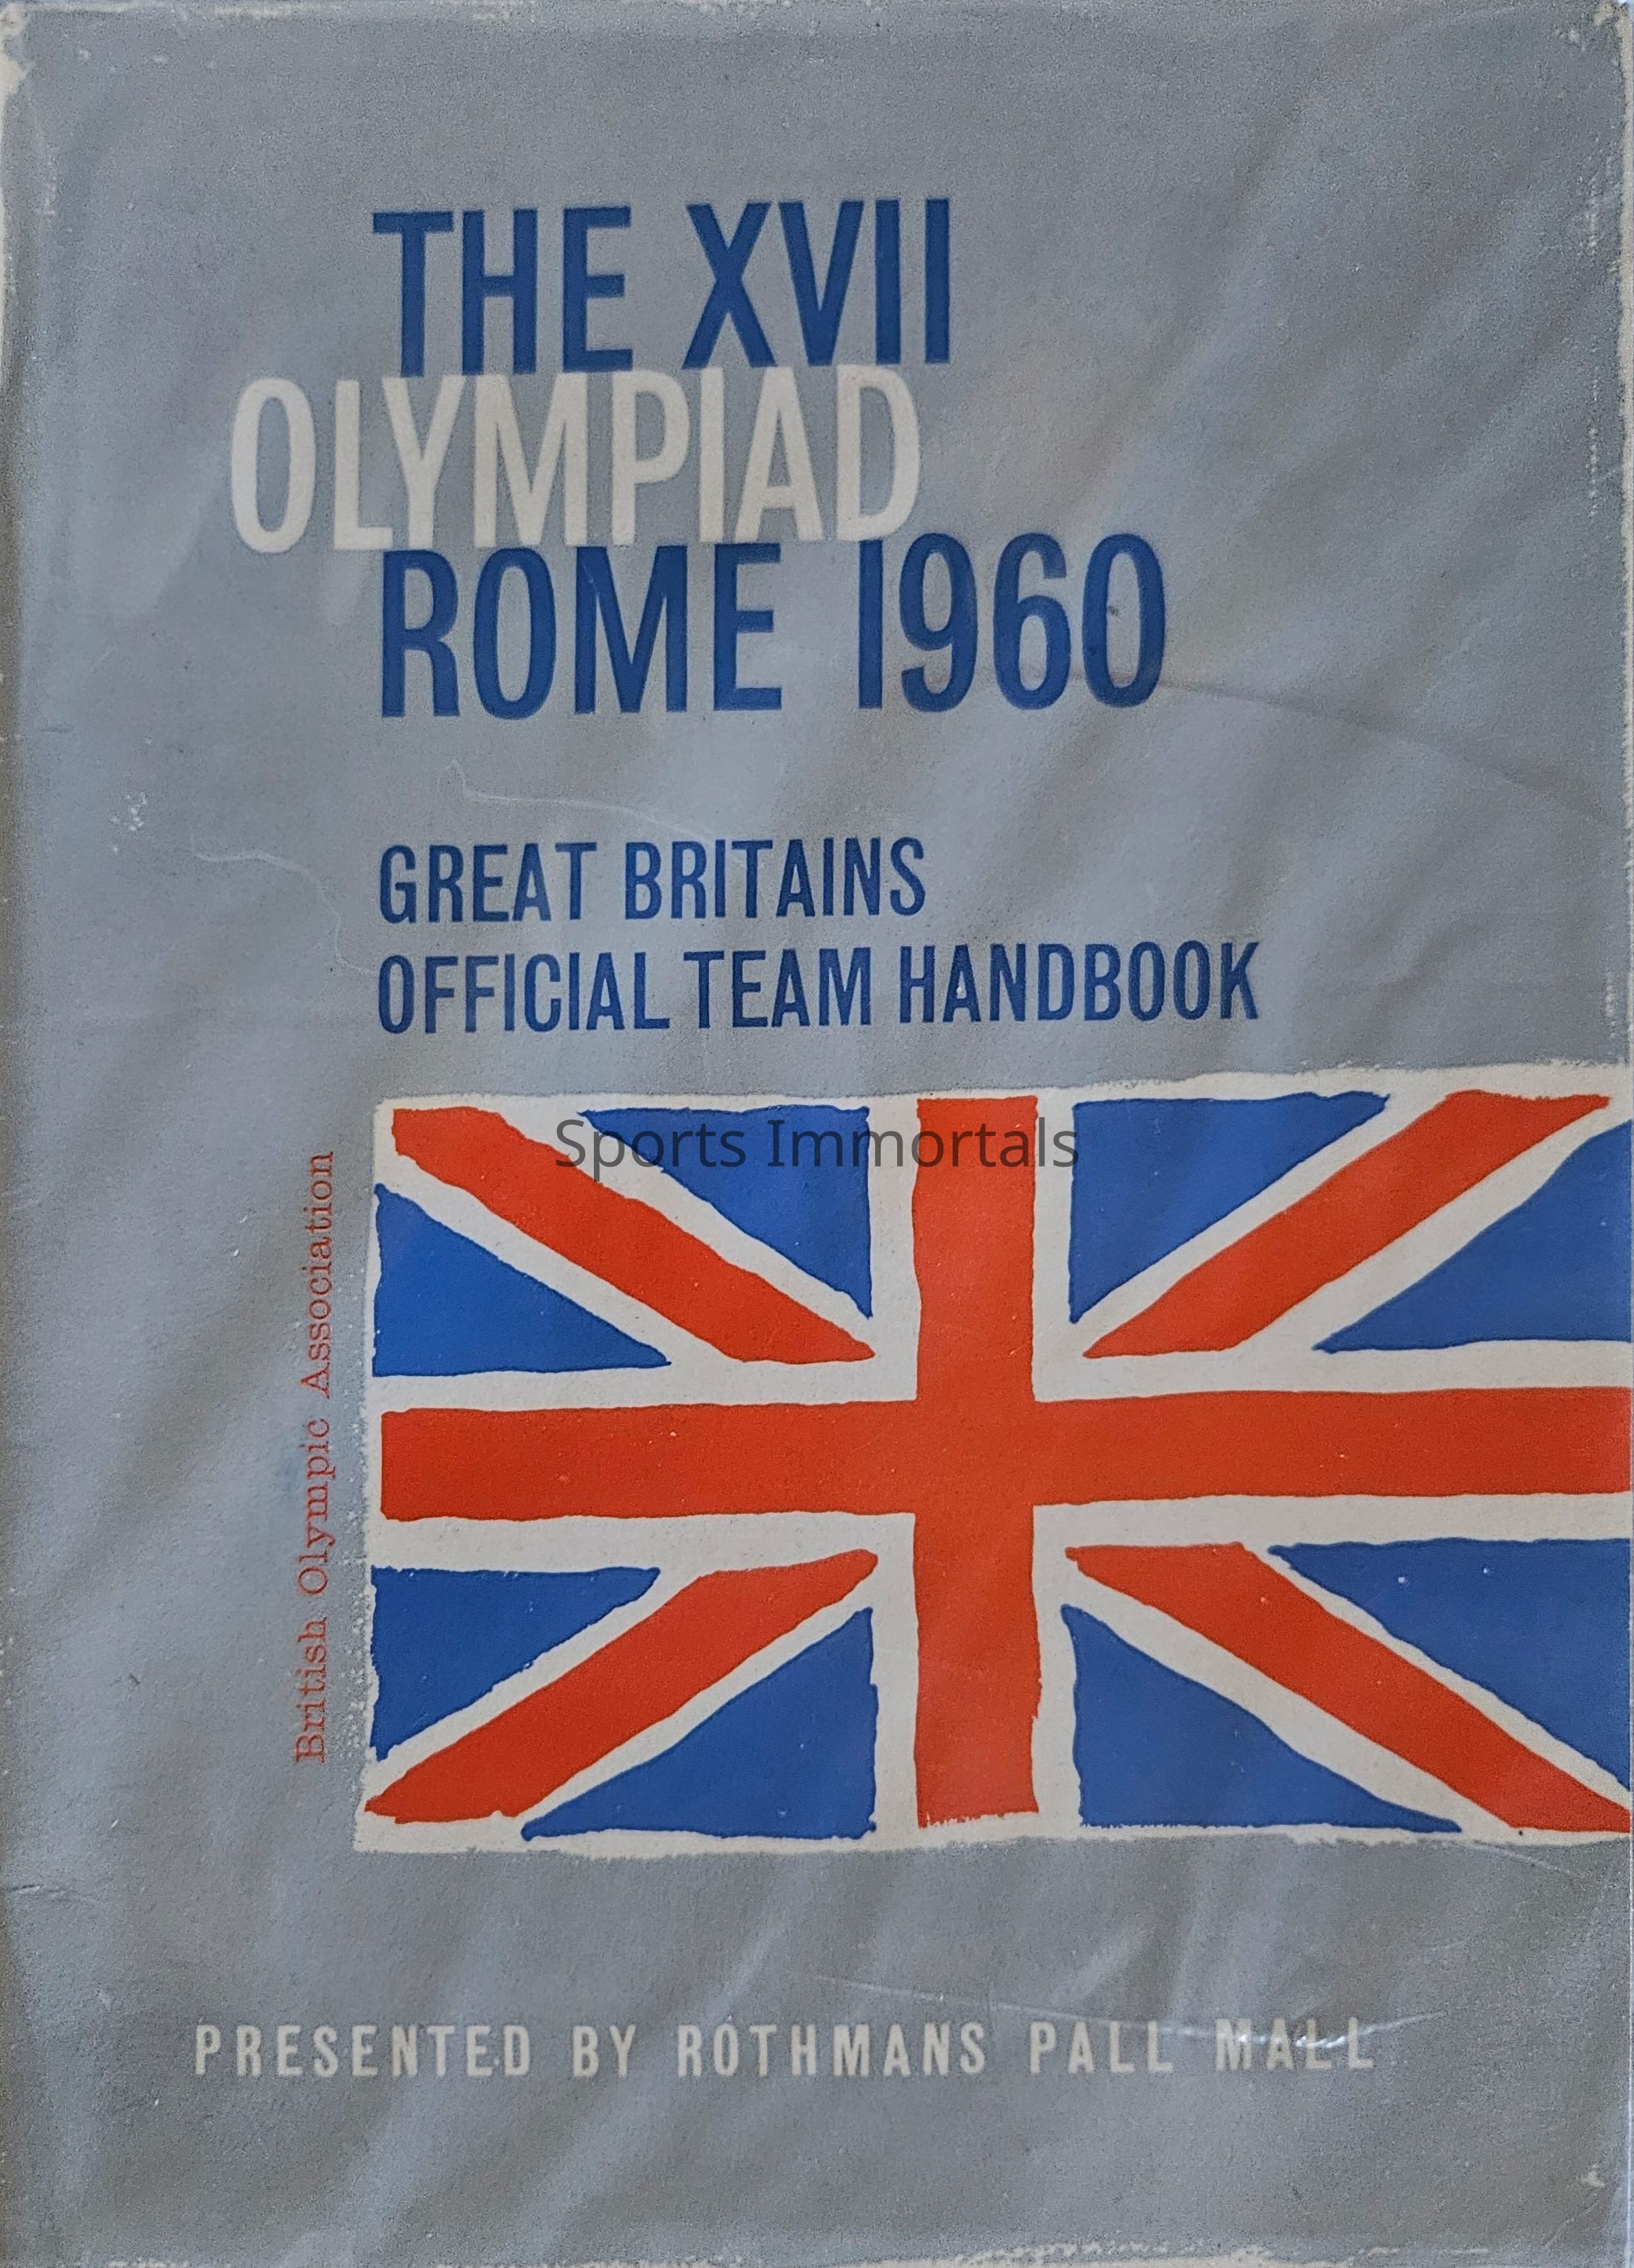 THE XVII
OLYMPIAD
ROME 1960
GREAT BRITAINS
OFFICIAL TEAM HANDBOOK
Sports Immortals
British Olympic Association
PRESENTED BY ROTHMANS PALL MALL